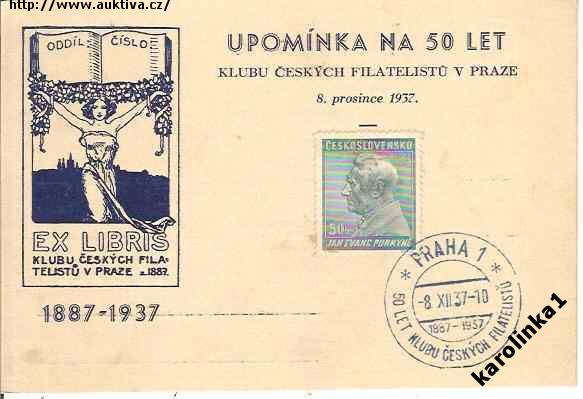 http://www.auktiva.cz/
ODDÍL: ČÍSLO:
EX LIBRIS
KLUBU ČESKÝCH FILA-
TELISTŮ V PRAZE z.1887.
1887-1937
UPOMÍNKA NA 50 LET
KLUBU ČESKÝCH FILATELISTŮ V PRAZE
8. prosince 1937.
ČESKOSLOVENSKO
50
JAN EVANG. PURKYNĚ
* PRAHA 1 *
-8 XII.37-10
1887-1937
50 LET KLUBU ČESKÝCH FILATELISTŮ
karolinka1